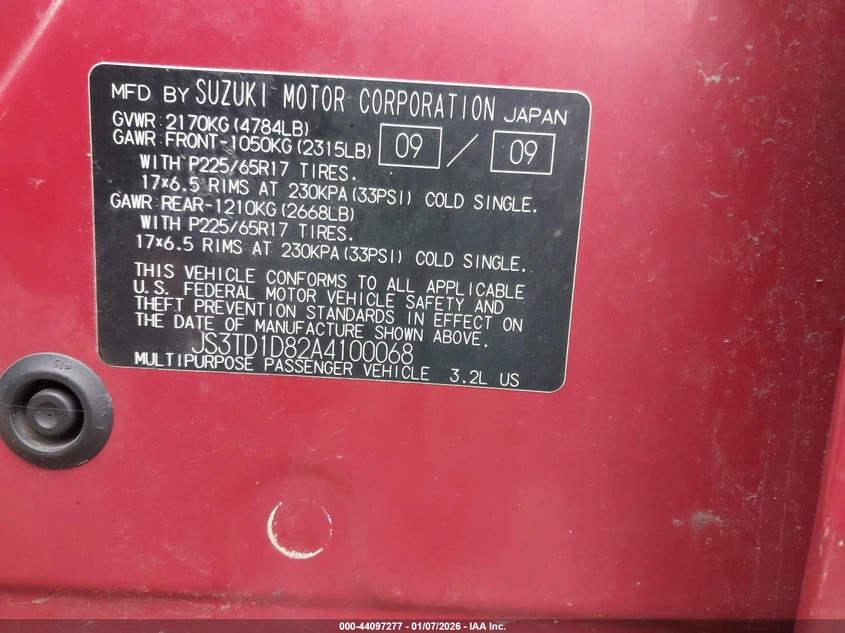 MFD BY SUZUKI MOTOR CORPORATION JAPAN
GVWR 2170KG (4784LB)
GAWR FRONT-1050KG (2315LB) 09 / 09
WITH P225/65R17 TIRES.
17×6.5 RIMS AT 230KPA (33PSI) COLD SINGLE.
GAWR REAR-1210KG (2668LB)
WITH P225/65R17 TIRES.
17×6.5 RIMS AT 230KPA (33PSI) COLD SINGLE.
THIS VEHICLE CONFORMS TO ALL APPLICABLE
U.S. FEDERAL MOTOR VEHICLE SAFETY AND
THEFT PREVENTION STANDARDS IN EFFECT ON
THE DATE OF MANUFACTURE SHOWN ABOVE.
JS3TD1D82A4100068
MULTIPURPOSE PASSENGER VEHICLE 3.2L US
000-44097277 - 01/07/2026 - IAA Inc.